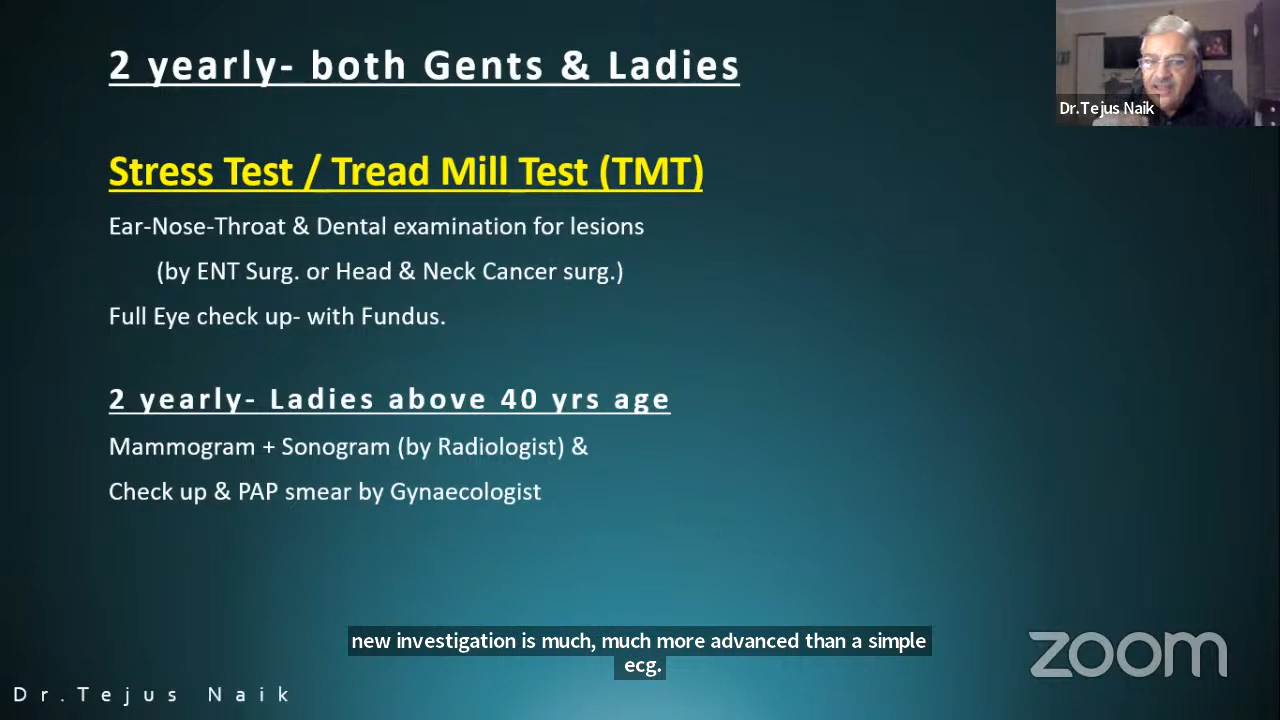 2 yearly- both Gents & Ladies
Dr.Tejus Naik
Stress Test / Tread Mill Test (TMT)
Ear-Nose-Throat & Dental examination for lesions
(by ENT Surg. or Head & Neck Cancer surg.)
Full Eye check up- with Fundus.
2 yearly- Ladies above 40 yrs age
Mammogram + Sonogram (by Radiologist) &
Check up & PAP smear by Gynaecologist
new investigation is much, much more advanced than a simple
ecg.
zoom
Dr.Tejus Naik